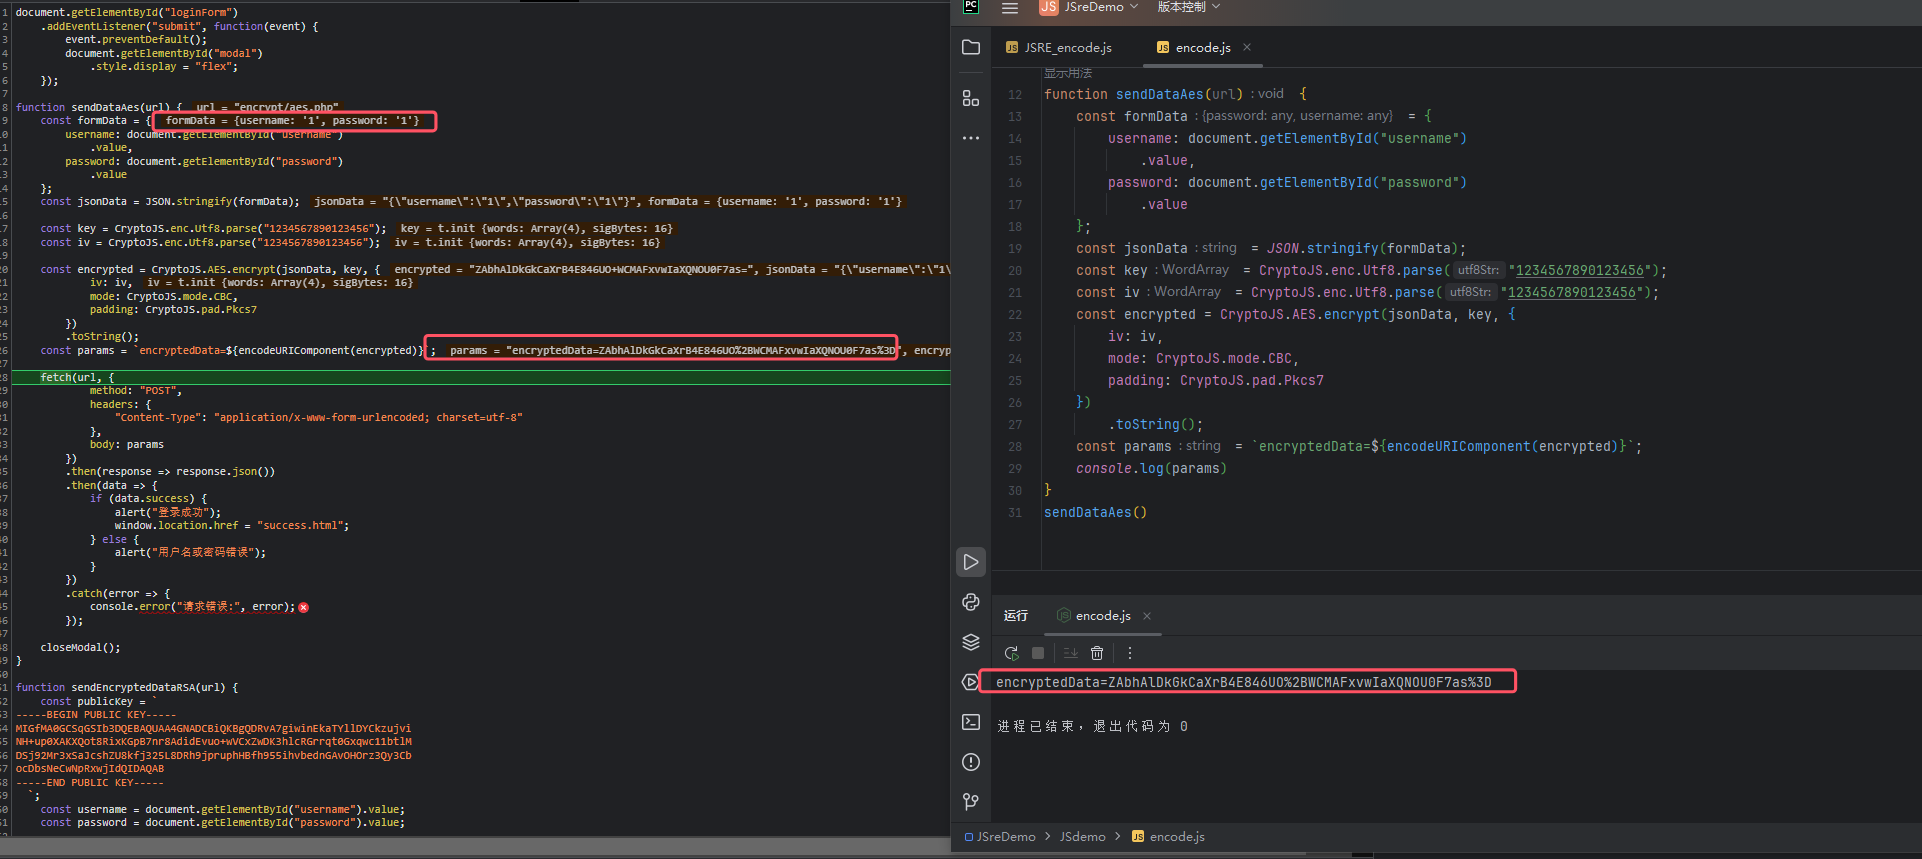 1 document.getElementById("loginForm")
2 .addEventListener("submit", function(event) {
3 event.preventDefault();
4 document.getElementById("modal")
5 .style.display = "flex";
6 });
7
8 function sendDataAes(url) { url = "encrypt/aes.php"
9 const formData = { formData = {username: '1', password: '1'}
10 username: document.getElementById("username")
11 .value,
12 password: document.getElementById("password")
13 .value
14 };
15 const jsonData = JSON.stringify(formData); jsonData = "{\"username\":\"1\",\"password\":\"1\"}", formData = {username: '1', password: '1'}
16
17 const key = CryptoJS.enc.Utf8.parse("1234567890123456"); key = t.init {words: Array(4), sigBytes: 16}
18 const iv = CryptoJS.enc.Utf8.parse("1234567890123456"); iv = t.init {words: Array(4), sigBytes: 16}
19
20 const encrypted = CryptoJS.AES.encrypt(jsonData, key, { encrypted = "ZAbhAlDkGkCaXrB4E846UO+WCMAFxvwIaXQNOU0F7as=", jsonData = "{\"username\":\"1\
21 iv: iv, iv = t.init {words: Array(4), sigBytes: 16}
22 mode: CryptoJS.mode.CBC,
23 padding: CryptoJS.pad.Pkcs7
24 })
25 .toString();
26 const params = `encryptedData=${encodeURIComponent(encrypted)}`; params = "encryptedData=ZAbhAlDkGkCaXrB4E846UO%2BWCMAFxvwIaXQNOU0F7as%3D", encryp
27
28 fetch(url, {
29 method: "POST",
30 headers: {
31 "Content-Type": "application/x-www-form-urlencoded; charset=utf-8"
32 },
33 body: params
34 })
35 .then(response => response.json())
36 .then(data => {
37 if (data.success) {
38 alert("登录成功");
39 window.location.href = "success.html";
40 } else {
41 alert("用户名或密码错误");
42 }
43 })
44 .catch(error => {
45 console.error("请求错误:", error);
46 });
47
48 closeModal();
49 }
50
51 function sendEncryptedDataRSA(url) {
52 const publicKey = `
53 -----BEGIN PUBLIC KEY-----
54 MIGfMA0GCSqGSIb3DQEBAQUAA4GNADCBiQKBgQDRvA7giwinEkaTYllDYCkzujvi
55 NH+up0XAKXQot8RixKGpB7nr8AdidEvuo+wVCxZwDK3hlcRGrrqt0Gxqwc11btlM
56 DSj92Mr3xSaJcshZU8kfj325L8DRh9jpruphHBfh955ihvbednGAvOHOrz3Qy3Cb
57 ocDbsNeCwNpRxwjIdQIDAQAB
58 -----END PUBLIC KEY-----
59 `;
60 const username = document.getElementById("username").value;
61 const password = document.getElementById("password").value;
PC JS JSreDemo 版本控制
JS JSRE_encode.js JS encode.js
显示用法
12 function sendDataAes(url) :void {
13 const formData :{password: any, username: any} = {
14 username: document.getElementById("username")
15 .value,
16 password: document.getElementById("password")
17 .value
18 };
19 const jsonData :string = JSON.stringify(formData);
20 const key :WordArray = CryptoJS.enc.Utf8.parse( utf8Str: "1234567890123456");
21 const iv :WordArray = CryptoJS.enc.Utf8.parse( utf8Str: "1234567890123456");
22 const encrypted = CryptoJS.AES.encrypt(jsonData, key, {
23 iv: iv,
24 mode: CryptoJS.mode.CBC,
25 padding: CryptoJS.pad.Pkcs7
26 })
27 .toString();
28 const params :string = `encryptedData=${encodeURIComponent(encrypted)}`;
29 console.log(params)
30 }
31 sendDataAes()
运行 encode.js
encryptedData=ZAbhAlDkGkCaXrB4E846UO%2BWCMAFxvwIaXQNOU0F7as%3D
进程已结束，退出代码为 0
JSreDemo > JSdemo > JS encode.js